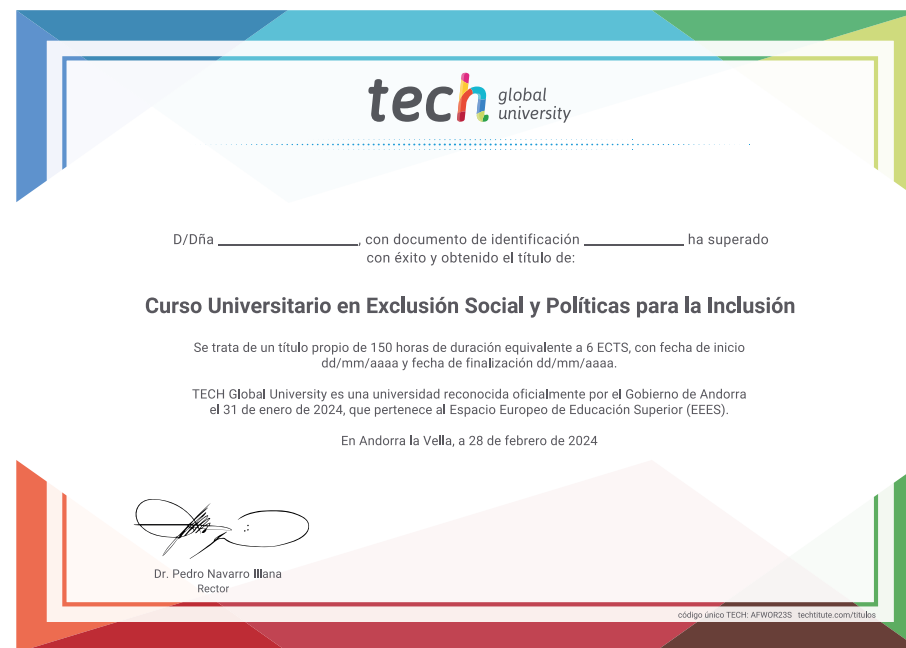 tech global university
D/Dña ____________________, con documento de identificación ______________ ha superado
con éxito y obtenido el título de:
Curso Universitario en Exclusión Social y Políticas para la Inclusión
Se trata de un título propio de 150 horas de duración equivalente a 6 ECTS, con fecha de inicio
dd/mm/aaaa y fecha de finalización dd/mm/aaaa.
TECH Global University es una universidad reconocida oficialmente por el Gobierno de Andorra
el 31 de enero de 2024, que pertenece al Espacio Europeo de Educación Superior (EEES).
En Andorra la Vella, a 28 de febrero de 2024
Dr. Pedro Navarro Illana
Rector
código único TECH: AFWOR23S techtitute.com/titulos